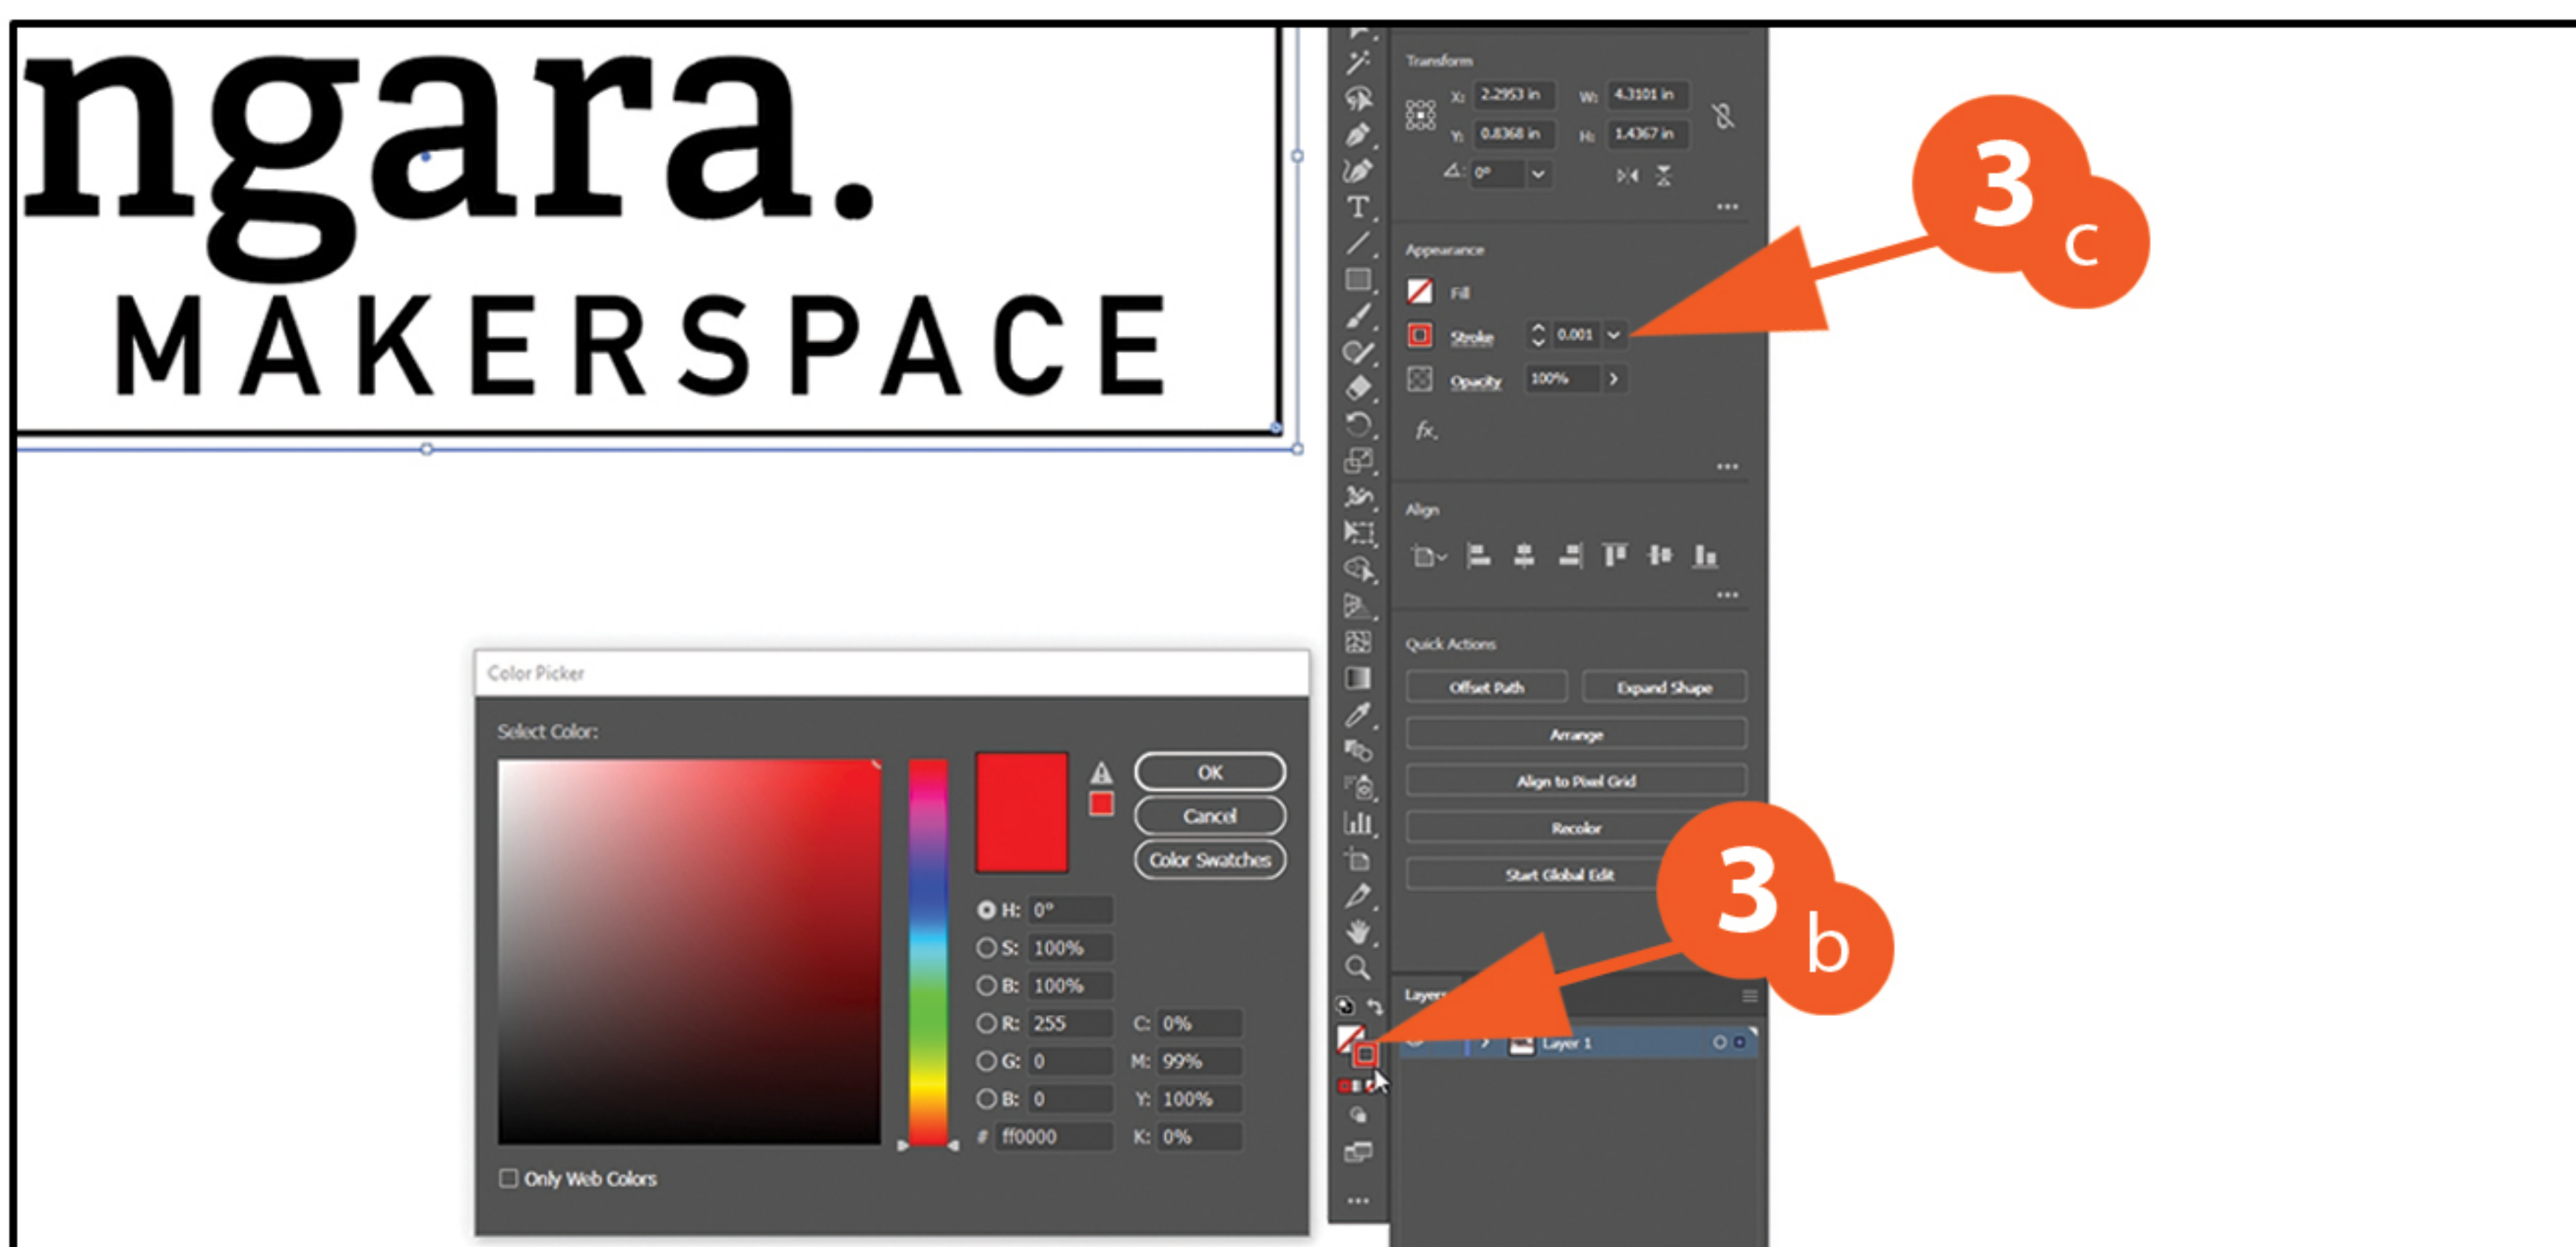 ngara.
MAKERSPACE
Transform
X: 2.2953 in W: 4.3101 in
Y: 0.8368 in H: 1.4367 in
0°
Appearance
Fill
Stroke 0.001
Opacity 100%
fx.
Align
Quick Actions
Offset Path Expand Shape
Arrange
Align to Pixel Grid
Recolor
Start Global Edit
Layers
Layer 1
3
c
3
b
Color Picker
Select Color:
OK
Cancel
Color Swatches
H: 0°
S: 100%
B: 100%
R: 255 C: 0%
G: 0 M: 99%
B: 0 Y: 100%
# ff0000 K: 0%
Only Web Colors